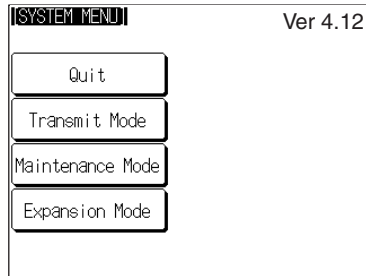 [SYSTEM MENU]
Ver 4.12
Quit
Transmit Mode
Maintenance Mode
Expansion Mode